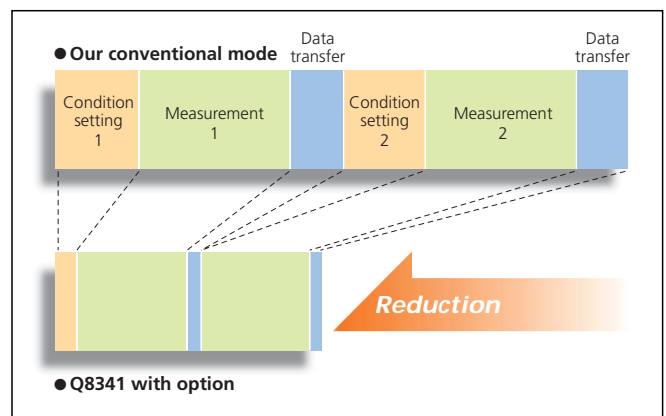 ● Our conventional mode
Data
transfer
Data
transfer
Condition
setting
1
Measurement
1
Condition
setting
2
Measurement
2
Reduction
● Q8341 with option